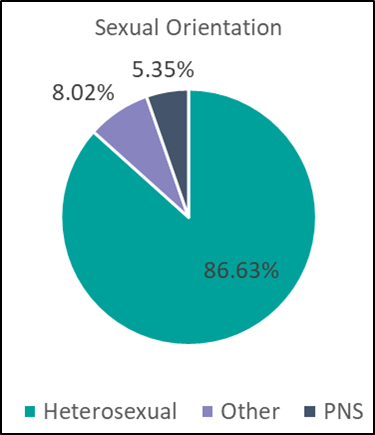 Sexual Orientation
5.35%
8.02%
86.63%
Heterosexual Other PNS